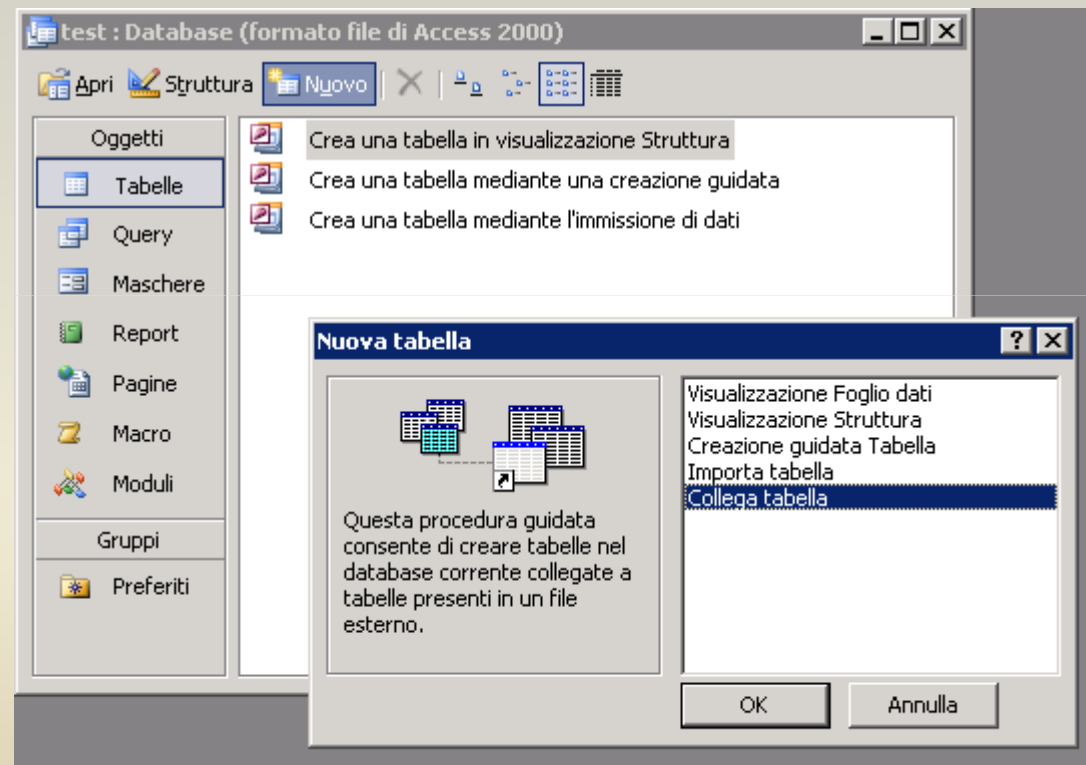 test : Database (formato file di Access 2000)
Apri Struttura Nuovo
Oggetti
Tabelle
Query
Maschere
Report
Pagine
Macro
Moduli
Gruppi
Preferiti
Crea una tabella in visualizzazione Struttura
Crea una tabella mediante una creazione guidata
Crea una tabella mediante l'immissione di dati
Nuova tabella
Questa procedura guidata
consente di creare tabelle nel
database corrente collegate a
tabelle presenti in un file
esterno.
Visualizzazione Foglio dati
Visualizzazione Struttura
Creazione guidata Tabella
Importa tabella
Collega tabella
OK Annulla